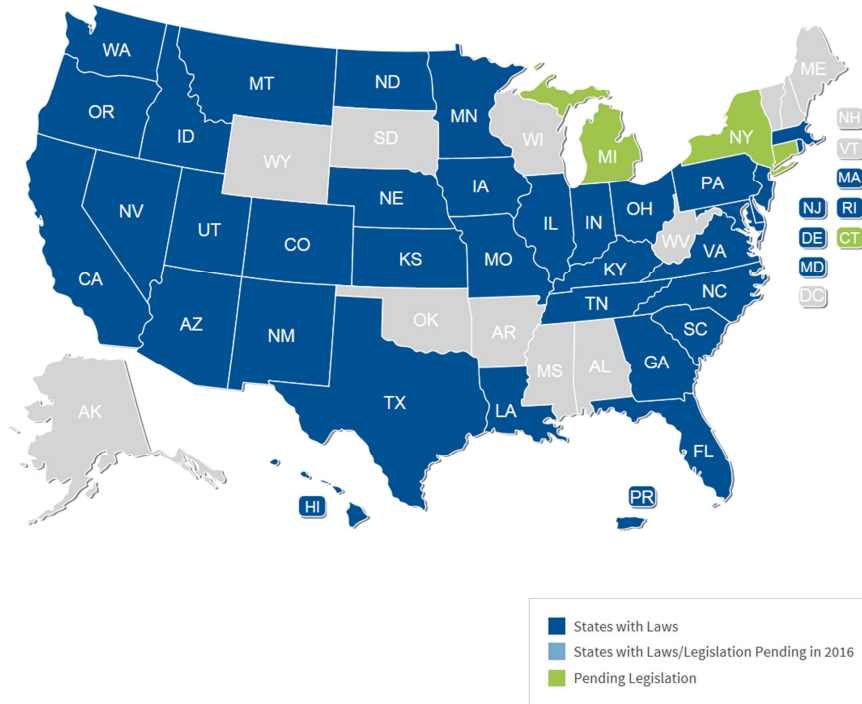 WA
ME
MT
ND
OR
MN
NH
ID
SD
WI
NY
VT
WY
MI
MA
IA
PA
NE
NV
OH
NJ
RI
IL
IN
UT
CO
WV
DE
CT
KS
MO
VA
CA
KY
MD
TN
NC
DC
AZ
OK
NM
AR
SC
MS
AL
GA
TX
AK
LA
FL
PR
HI
States with Laws
States with Laws/Legislation Pending in 2016
Pending Legislation